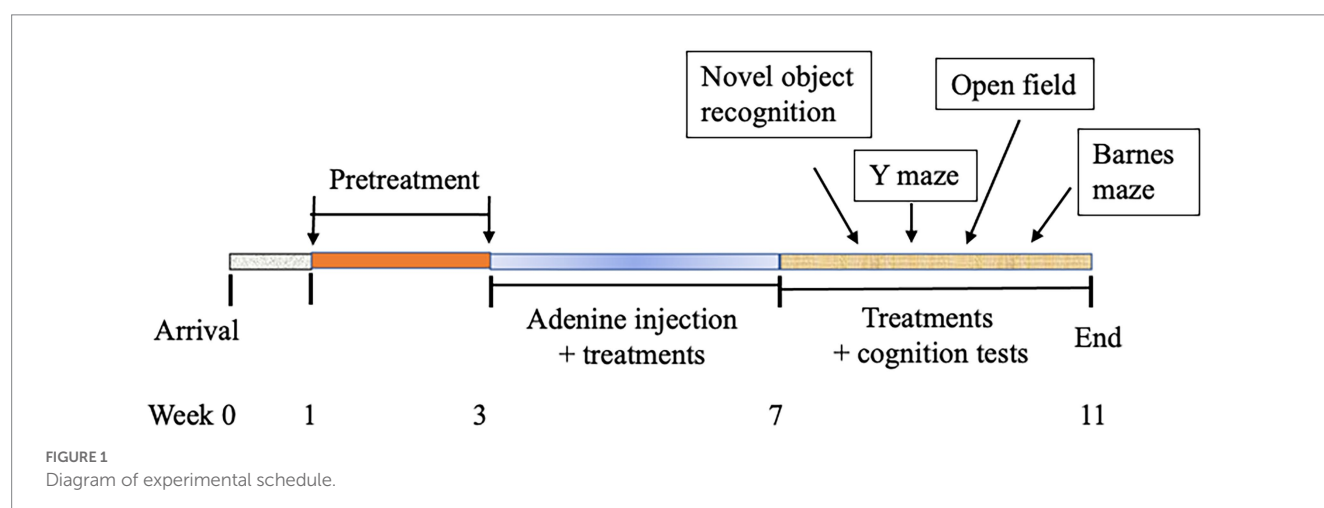 Novel object
recognition
Open field
Y maze
Barnes
maze
Pretreatment
Arrival
Adenine injection
+ treatments
Treatments
+ cognition tests
End
Week 0 1 3 7 11
FIGURE 1
Diagram of experimental schedule.